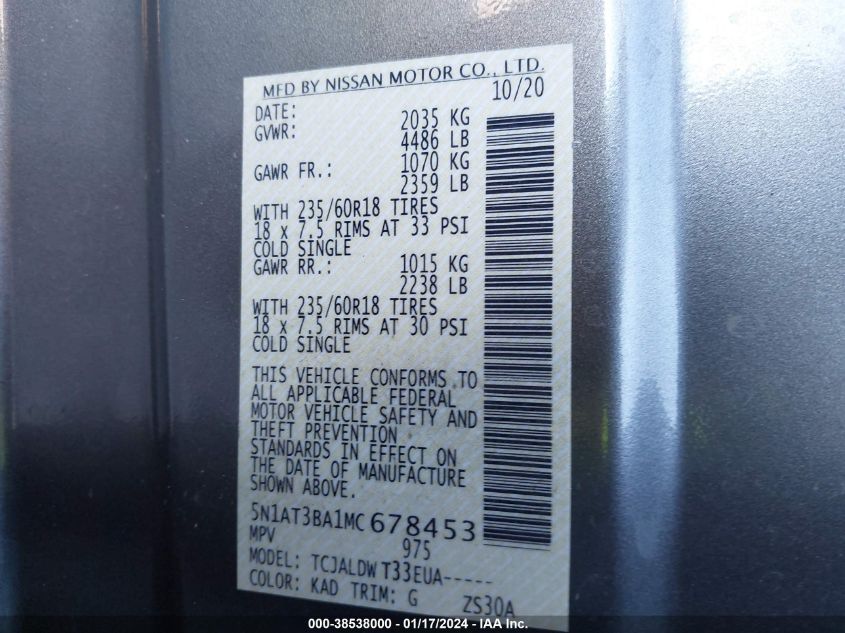 MFD BY NISSAN MOTOR CO., LTD.
DATE: 10/20
GVWR: 2035 KG
4486 LB
GAWR FR.: 1070 KG
2359 LB
WITH 235/60R18 TIRES
18 x 7.5 RIMS AT 33 PSI
COLD SINGLE
GAWR RR.: 1015 KG
2238 LB
WITH 235/60R18 TIRES
18 x 7.5 RIMS AT 30 PSI
COLD SINGLE
THIS VEHICLE CONFORMS TO
ALL APPLICABLE FEDERAL
MOTOR VEHICLE SAFETY AND
THEFT PREVENTION
STANDARDS IN EFFECT ON
THE DATE OF MANUFACTURE
SHOWN ABOVE.
5N1AT3BA1MC678453
MPV 975
MODEL: TCJALDW T33EUA-----
COLOR: KAD TRIM: G ZS30A
000-38538000 - 01/17/2024 - IAA Inc.